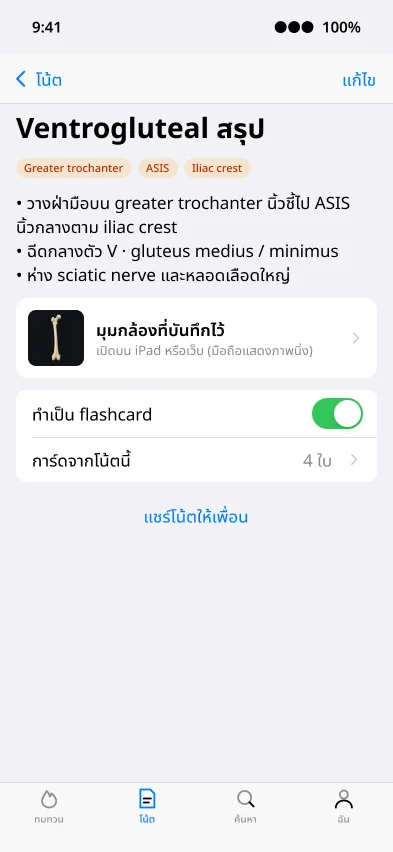 9:41
100%
โน้ต
แก้ไข
Ventrogluteal สรุป
Greater trochanter
ASIS
Iliac crest
• วางฝ่ามือบน greater trochanter นิ้วชี้ไป ASIS
นิ้วกลางตาม iliac crest
• ฉีดกลางตัว V · gluteus medius / minimus
• ห่าง sciatic nerve และหลอดเลือดใหญ่
มุมกล้องที่บันทึกไว้
เปิดบน iPad หรือเว็บ (มือถือแสดงภาพนิ่ง)
ทำเป็น flashcard
การ์ดจากโน้ตนี้
4 ใบ
แชร์โน้ตให้เพื่อน
ทบทวน
โน้ต
ค้นหา
ฉัน